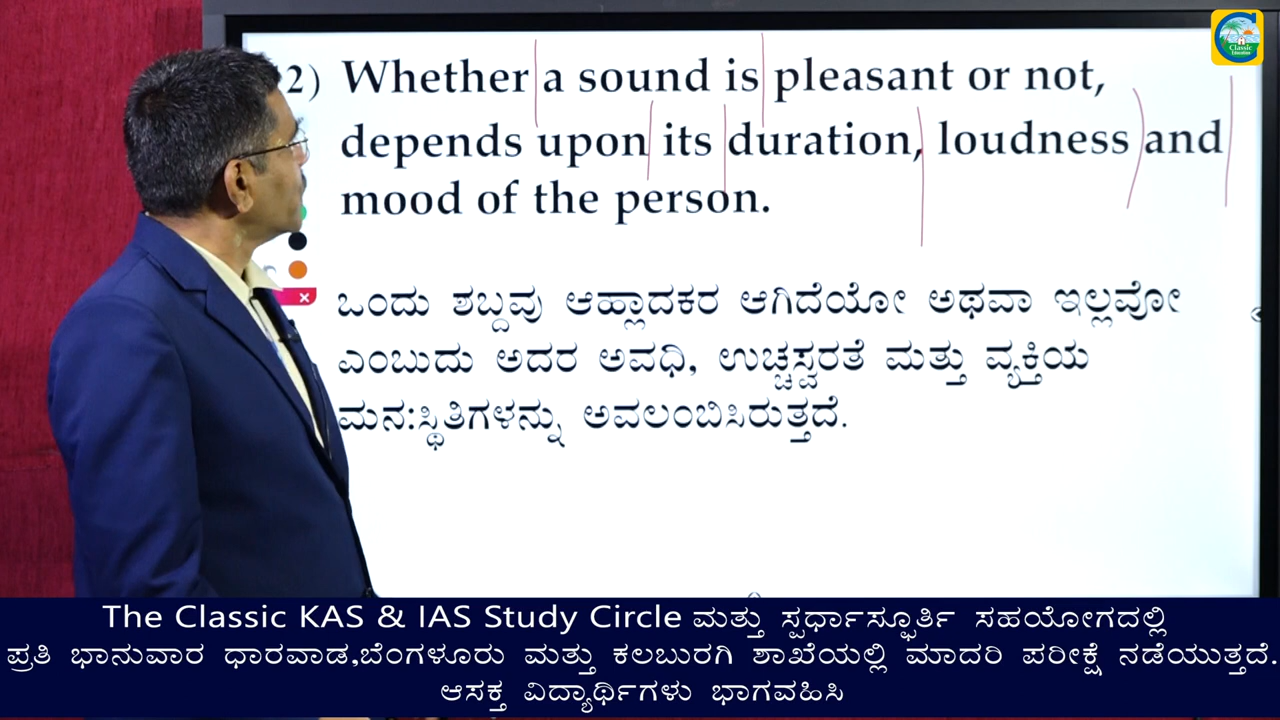 2) Whether a sound is pleasant or not,
depends upon its duration, loudness and
mood of the person.
ಒಂದು ಶಬ್ದವು ಆಹ್ಲಾದಕರ ಆಗಿದೆಯೋ ಅಥವಾ ಇಲ್ಲವೋ
ಎಂಬುದು ಅದರ ಅವಧಿ, ಉಚ್ಚಸ್ವರತೆ ಮತ್ತು ವ್ಯಕ್ತಿಯ
ಮನ:ಸ್ಥಿತಿಗಳನ್ನು ಅವಲಂಬಿಸಿರುತ್ತದೆ.
Classic
Education
The Classic KAS & IAS Study Circle ಮತ್ತು ಸ್ಪರ್ಧಾಸ್ಫೂರ್ತಿ ಸಹಯೋಗದಲ್ಲಿ
ಪ್ರತಿ ಭಾನುವಾರ ಧಾರವಾಡ,ಬೆಂಗಳೂರು ಮತ್ತು ಕಲಬುರಗಿ ಶಾಖೆಯಲ್ಲಿ ಮಾದರಿ ಪರೀಕ್ಷೆ ನಡೆಯುತ್ತದೆ.
ಆಸಕ್ತ ವಿದ್ಯಾರ್ಥಿಗಳು ಭಾಗವಹಿಸಿ